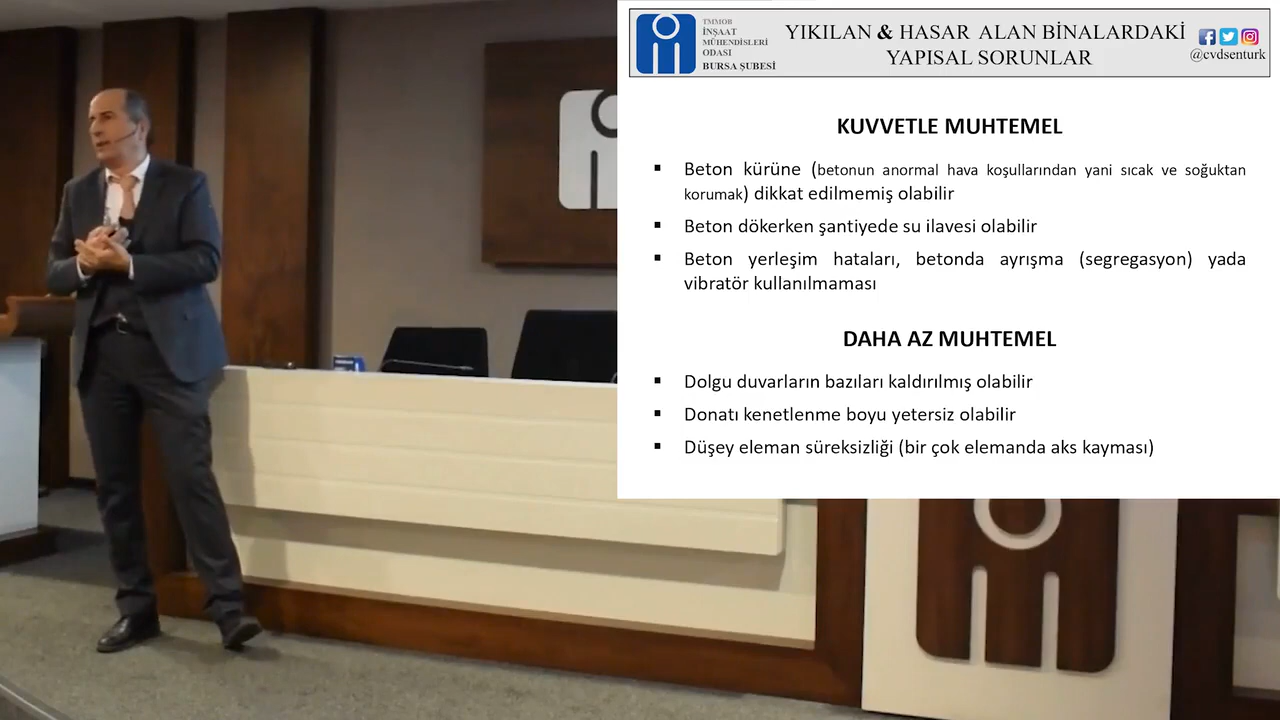 TMMOB
İNŞAAT
MÜHENDİSLERİ
ODASI
BURSA ŞUBESİ
YIKILAN & HASAR ALAN BİNALARDAKİ
YAPISAL SORUNLAR
@cvdsenturk
KUVVETLE MUHTEMEL
▪ Beton kürüne (betonun anormal hava koşullarından yani sıcak ve soğuktan
korumak) dikkat edilmemiş olabilir
▪ Beton dökerken şantiyede su ilavesi olabilir
▪ Beton yerleşim hataları, betonda ayrışma (segregasyon) yada
vibratör kullanılmaması
DAHA AZ MUHTEMEL
▪ Dolgu duvarların bazıları kaldırılmış olabilir
▪ Donatı kenetlenme boyu yetersiz olabilir
▪ Düşey eleman süreksizliği (bir çok elemanda aks kayması)